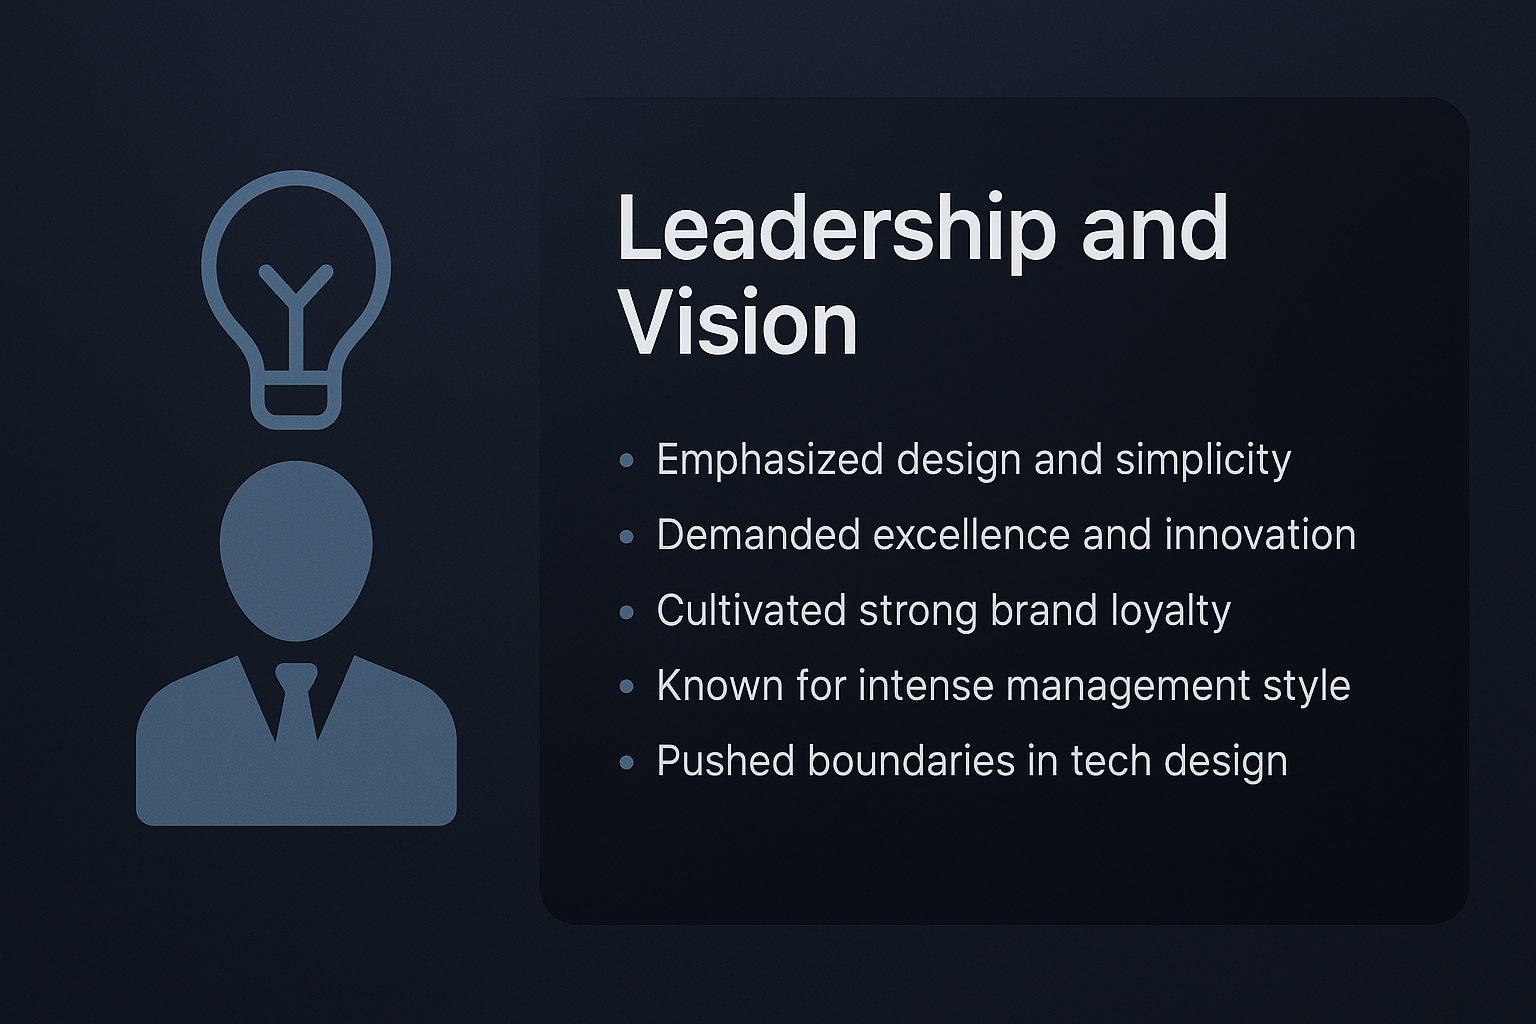 Leadership and
Vision
• Emphasized design and simplicity
• Demanded excellence and innovation
• Cultivated strong brand loyalty
• Known for intense management style
• Pushed boundaries in tech design